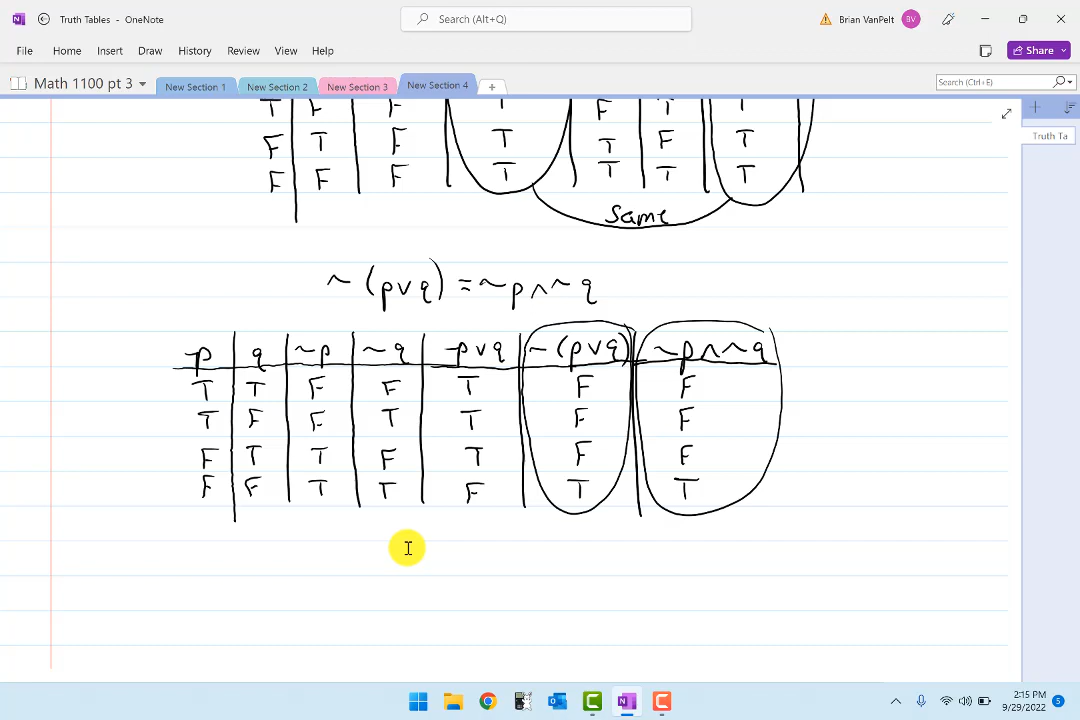 Truth Tables - OneNote
Search (Alt+Q)
Brian VanPelt
BV
File Home Insert Draw History Review View Help
Share
Math 1100 pt 3
New Section 1 New Section 2 New Section 3 New Section 4
Search (Ctrl+E)
Truth Ta
T F T F T T
F T F T T F T
F F F T T T T
Same
~(p∨q) = ~p∧~q
p q ~p ~q p∨q ~(p∨q) ~p∧~q
T T F F T F F
T F F T T F F
F T T F T F F
F F T T F T T
2:15 PM
9/29/2022
5